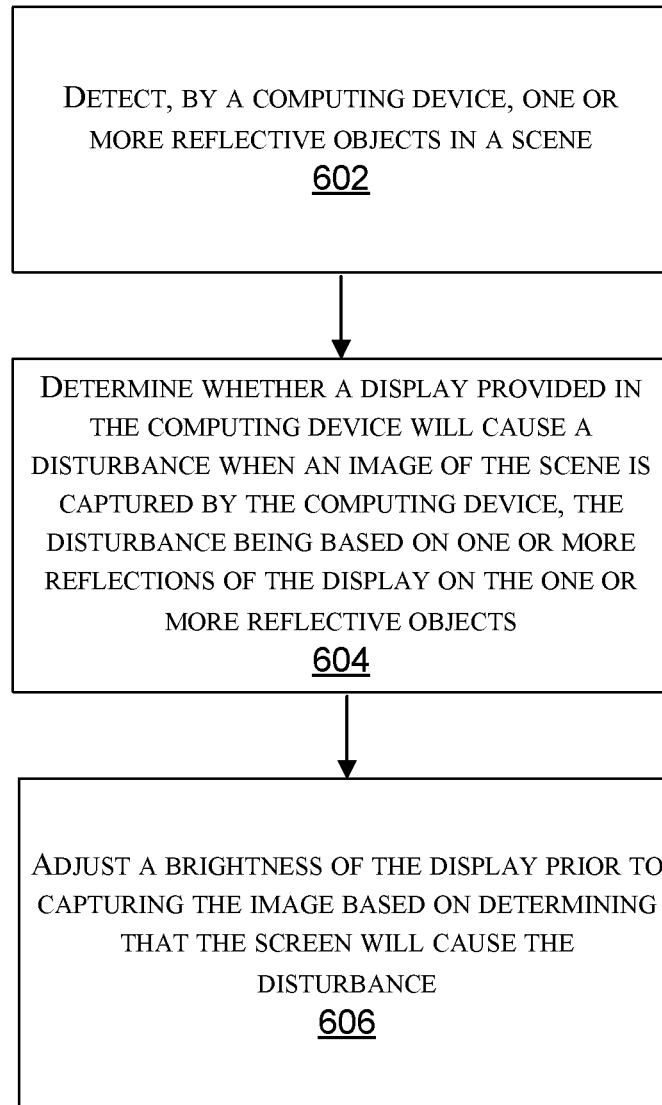 DETECT, BY A COMPUTING DEVICE, ONE OR
MORE REFLECTIVE OBJECTS IN A SCENE
602
DETERMINE WHETHER A DISPLAY PROVIDED IN
THE COMPUTING DEVICE WILL CAUSE A
DISTURBANCE WHEN AN IMAGE OF THE SCENE IS
CAPTURED BY THE COMPUTING DEVICE, THE
DISTURBANCE BEING BASED ON ONE OR MORE
REFLECTIONS OF THE DISPLAY ON THE ONE OR
MORE REFLECTIVE OBJECTS
604
ADJUST A BRIGHTNESS OF THE DISPLAY PRIOR TO
CAPTURING THE IMAGE BASED ON DETERMINING
THAT THE SCREEN WILL CAUSE THE
DISTURBANCE
606